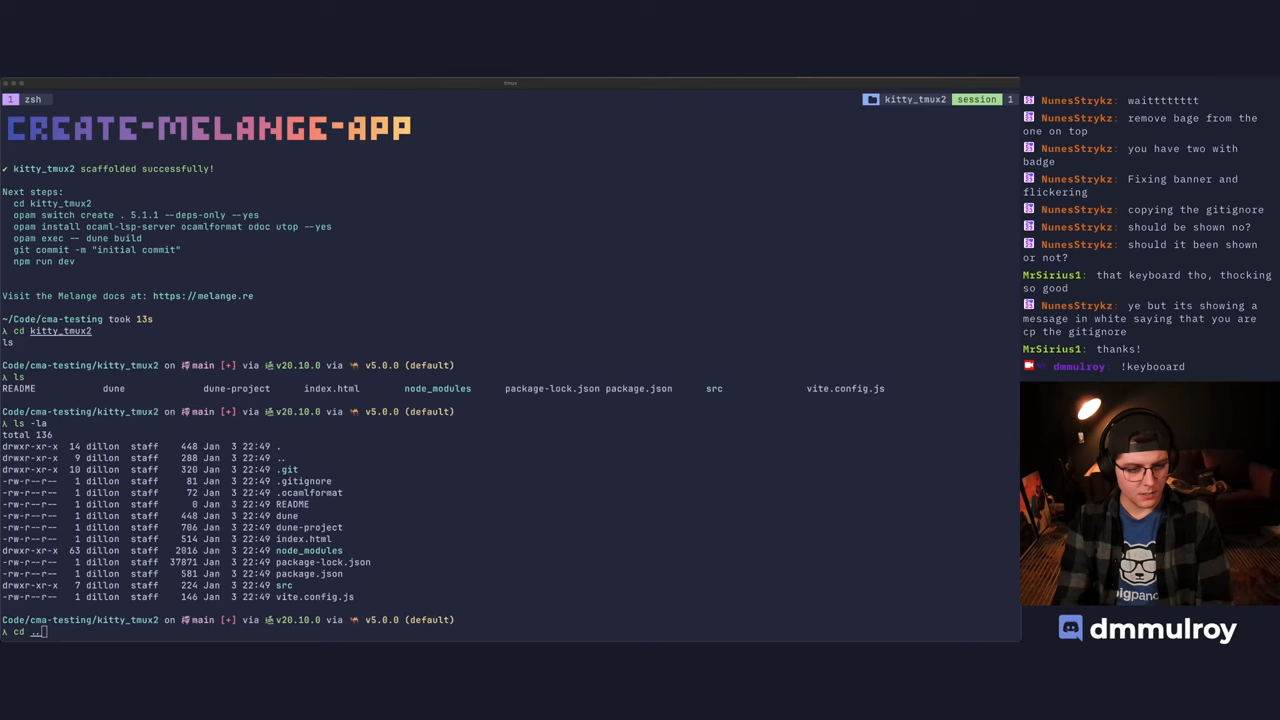 tmux
1 zsh
kitty_tmux2 session 1
CREATE-MELANGE-APP
✔ kitty_tmux2 scaffolded successfully!
Next steps:
cd kitty_tmux2
opam switch create . 5.1.1 --deps-only --yes
opam install ocaml-lsp-server ocamlformat odoc utop --yes
opam exec -- dune build
git commit -m "initial commit"
npm run dev
Visit the Melange docs at: https://melange.re
~/Code/cma-testing took 13s
λ cd kitty_tmux2
ls
Code/cma-testing/kitty_tmux2 on main [+] via v20.10.0 via 🐫 v5.0.0 (default)
λ ls
README dune dune-project index.html node_modules package-lock.json package.json src vite.config.js
Code/cma-testing/kitty_tmux2 on main [+] via v20.10.0 via 🐫 v5.0.0 (default)
λ ls -la
total 136
drwxr-xr-x 14 dillon staff 448 Jan 3 22:49 .
drwxr-xr-x 9 dillon staff 288 Jan 3 22:49 ..
drwxr-xr-x 10 dillon staff 320 Jan 3 22:49 .git
-rw-r--r-- 1 dillon staff 81 Jan 3 22:49 .gitignore
-rw-r--r-- 1 dillon staff 72 Jan 3 22:49 .ocamlformat
-rw-r--r-- 1 dillon staff 0 Jan 3 22:49 README
-rw-r--r-- 1 dillon staff 448 Jan 3 22:49 dune
-rw-r--r-- 1 dillon staff 706 Jan 3 22:49 dune-project
-rw-r--r-- 1 dillon staff 514 Jan 3 22:49 index.html
drwxr-xr-x 63 dillon staff 2016 Jan 3 22:49 node_modules
-rw-r--r-- 1 dillon staff 37871 Jan 3 22:49 package-lock.json
-rw-r--r-- 1 dillon staff 581 Jan 3 22:49 package.json
drwxr-xr-x 7 dillon staff 224 Jan 3 22:49 src
-rw-r--r-- 1 dillon staff 146 Jan 3 22:49 vite.config.js
Code/cma-testing/kitty_tmux2 on main [+] via v20.10.0 via 🐫 v5.0.0 (default)
λ cd ..
NunesStrykz: waitttttttt
NunesStrykz: remove bage from the
one on top
NunesStrykz: you have two with
badge
NunesStrykz: Fixing banner and
flickering
NunesStrykz: copying the gitignore
NunesStrykz: should be shown no?
NunesStrykz: should it been shown
or not?
MrSirius1: that keyboard tho, thocking
so good
NunesStrykz: ye but its showing a
message in white saying that you are
cp the gitignore
MrSirius1: thanks!
dmmulroy: !keybooard
bigpand
dmmulroy